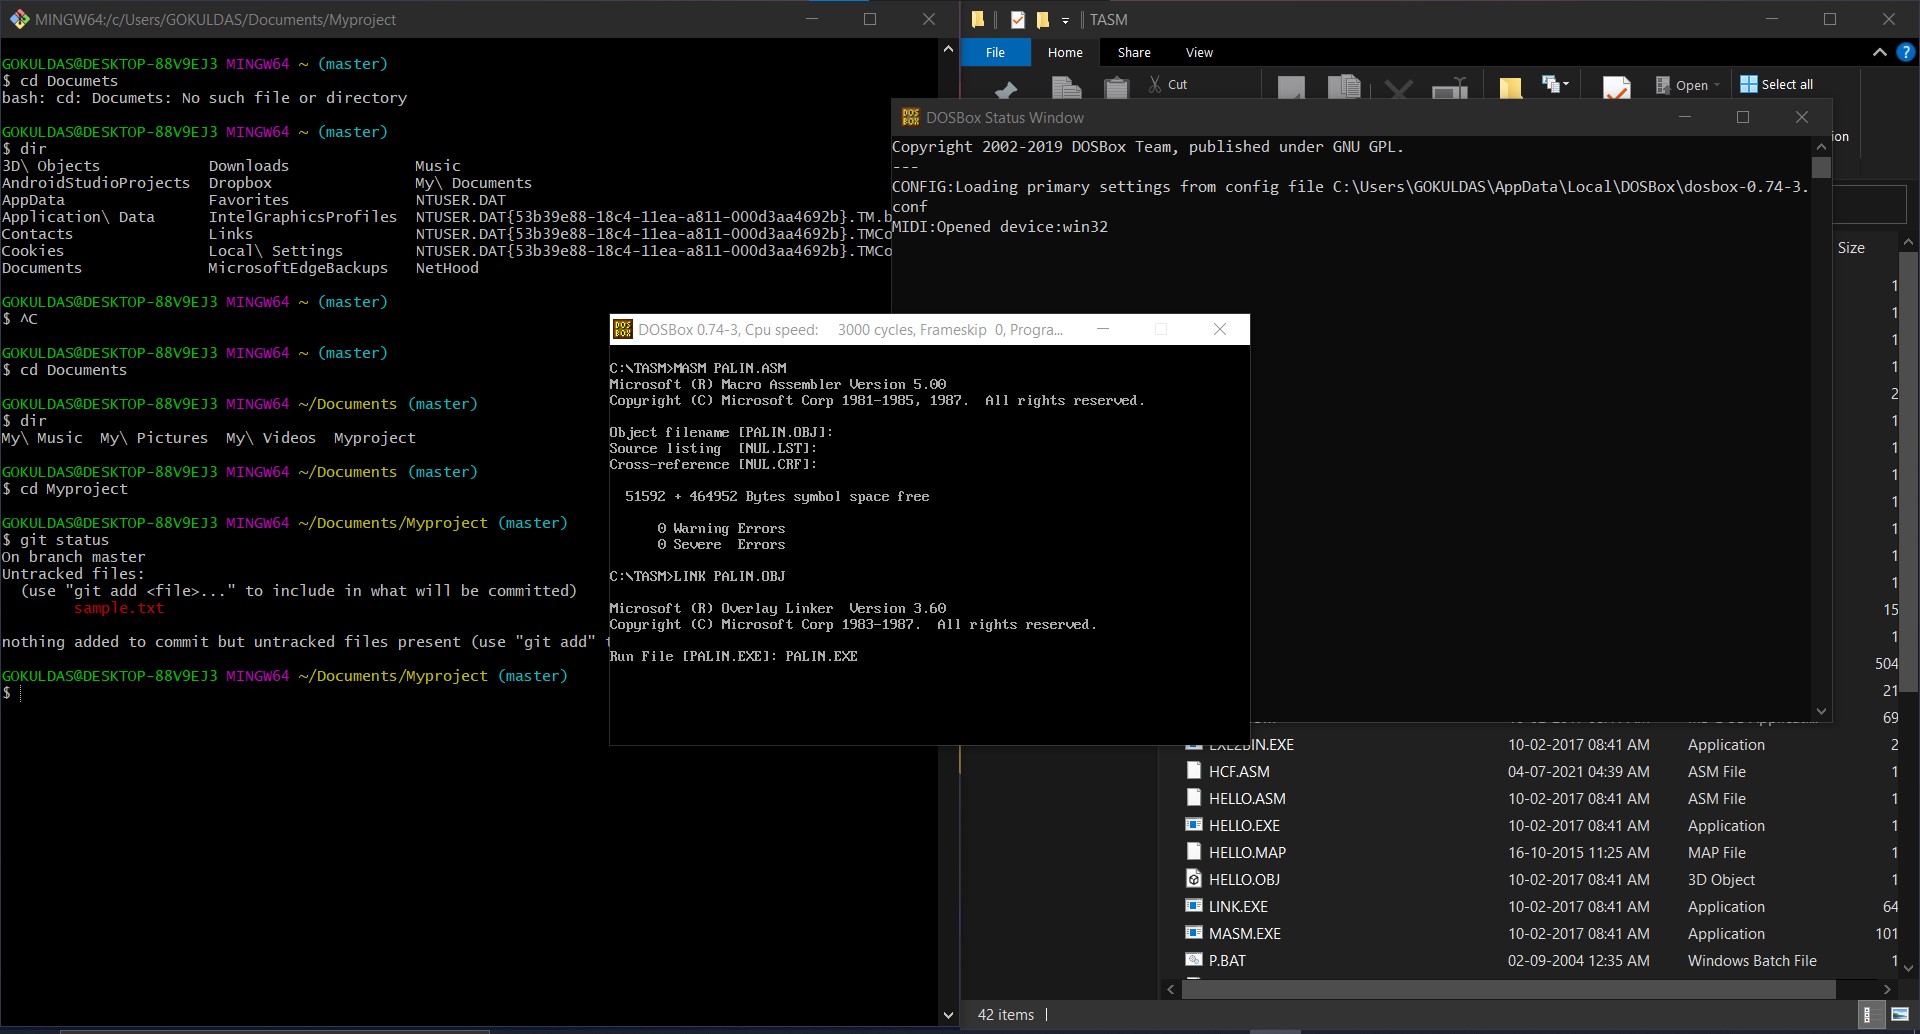 MINGW64:/c/Users/GOKULDAS/Documents/Myproject
GOKULDAS@DESKTOP-88V9EJ3 MINGW64 ~ (master)
$ cd Documets
bash: cd: Documets: No such file or directory
GOKULDAS@DESKTOP-88V9EJ3 MINGW64 ~ (master)
$ dir
3D\ Objects Downloads Music
AndroidStudioProjects Dropbox My\ Documents
AppData Favorites NTUSER.DAT
Application\ Data IntelGraphicsProfiles NTUSER.DAT{53b39e88-18c4-11ea-a811-000d3aa4692b}.TM.b
Contacts Links NTUSER.DAT{53b39e88-18c4-11ea-a811-000d3aa4692b}.TMCo
Cookies Local\ Settings NTUSER.DAT{53b39e88-18c4-11ea-a811-000d3aa4692b}.TMCo
Documents MicrosoftEdgeBackups NetHood
GOKULDAS@DESKTOP-88V9EJ3 MINGW64 ~ (master)
$ ^C
GOKULDAS@DESKTOP-88V9EJ3 MINGW64 ~ (master)
$ cd Documents
GOKULDAS@DESKTOP-88V9EJ3 MINGW64 ~/Documents (master)
$ dir
My\ Music My\ Pictures My\ Videos Myproject
GOKULDAS@DESKTOP-88V9EJ3 MINGW64 ~/Documents (master)
$ cd Myproject
GOKULDAS@DESKTOP-88V9EJ3 MINGW64 ~/Documents/Myproject (master)
$ git status
On branch master
Untracked files:
(use "git add <file>..." to include in what will be committed)
sample.txt
nothing added to commit but untracked files present (use "git add"
GOKULDAS@DESKTOP-88V9EJ3 MINGW64 ~/Documents/Myproject (master)
$
TASM
File Home Share View
Cut Open Select all
DOSBox Status Window
Copyright 2002-2019 DOSBox Team, published under GNU GPL.
---
CONFIG:Loading primary settings from config file C:\Users\GOKULDAS\AppData\Local\DOSBox\dosbox-0.74-3.
conf
MIDI:Opened device:win32
DOSBox 0.74-3, Cpu speed: 3000 cycles, Frameskip 0, Progra...
C:\TASM>MASM PALIN.ASM
Microsoft (R) Macro Assembler Version 5.00
Copyright (C) Microsoft Corp 1981-1985, 1987. All rights reserved.
Object filename [PALIN.OBJ]:
Source listing [NUL.LST]:
Cross-reference [NUL.CRF]:
51592 + 464952 Bytes symbol space free
0 Warning Errors
0 Severe Errors
C:\TASM>LINK PALIN.OBJ
Microsoft (R) Overlay Linker Version 3.60
Copyright (C) Microsoft Corp 1983-1987. All rights reserved.
Run File [PALIN.EXE]: PALIN.EXE
Size
1
1
1
1
2
1
1
1
1
1
1
1
15
1
504
21
69
EXE2BIN.EXE 10-02-2017 08:41 AM Application 2
HCF.ASM 04-07-2021 04:39 AM ASM File 1
HELLO.ASM 10-02-2017 08:41 AM ASM File 1
HELLO.EXE 10-02-2017 08:41 AM Application 1
HELLO.MAP 16-10-2015 11:25 AM MAP File 1
HELLO.OBJ 10-02-2017 08:41 AM 3D Object 1
LINK.EXE 10-02-2017 08:41 AM Application 64
MASM.EXE 10-02-2017 08:41 AM Application 101
P.BAT 02-09-2004 12:35 AM Windows Batch File 1
42 items